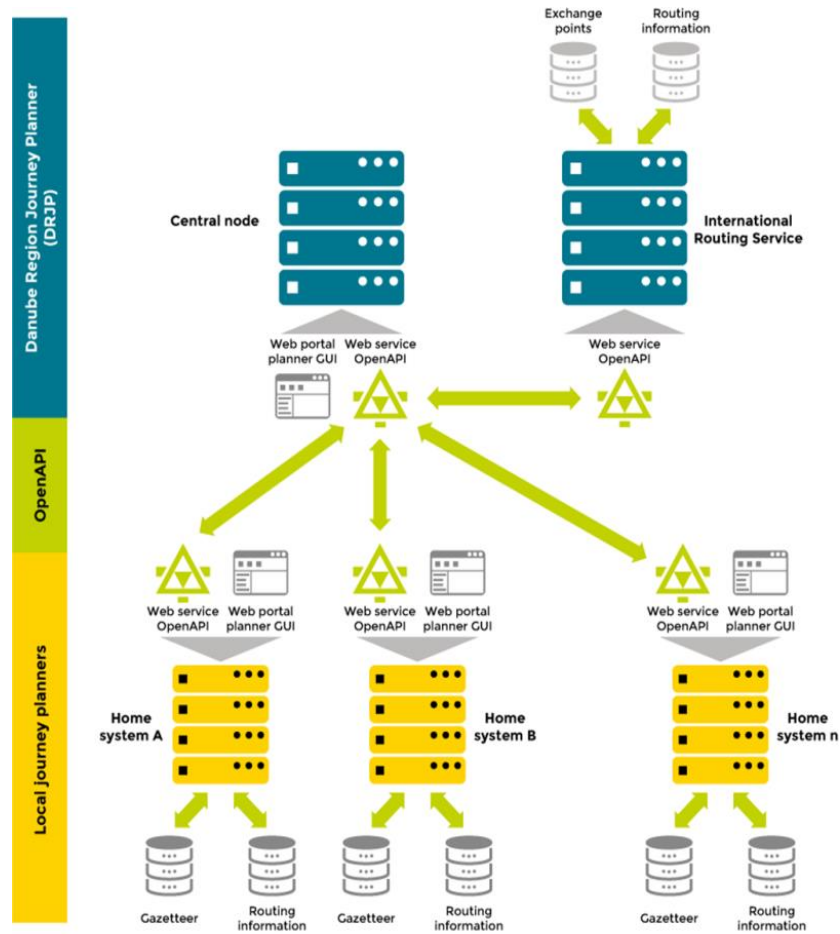 Danube Region Journey Planner
(DRJP)
OpenAPI
Local journey planners
Exchange
points
Routing
information
Central node
International
Routing Service
Web portal
planner GUI
Web service
OpenAPI
Web service
OpenAPI
Web service
OpenAPI
Web portal
planner GUI
Web service
OpenAPI
Web portal
planner GUI
Web service
OpenAPI
Web portal
planner GUI
Home
system A
Home
system B
Home
system n
Gazetteer
Routing
information
Gazetteer
Routing
information
Gazetteer
Routing
information